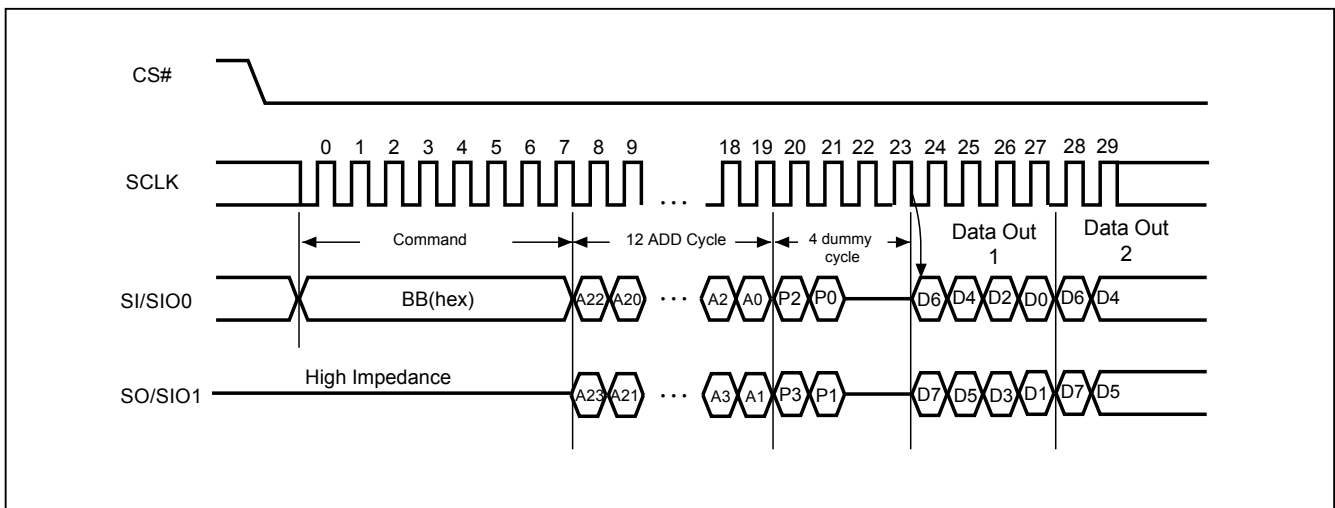 CS#
0 1 2 3 4 5 6 7 8 9 18 19 20 21 22 23 24 25 26 27 28 29
SCLK
...
Command 12 ADD Cycle 4 dummy cycle Data Out 1 Data Out 2
SI/SIO0 BB(hex) A22 A20 ... A2 A0 P2 P0 D6 D4 D2 D0 D6 D4
High Impedance
SO/SIO1 A23 A21 ... A3 A1 P3 P1 D7 D5 D3 D1 D7 D5